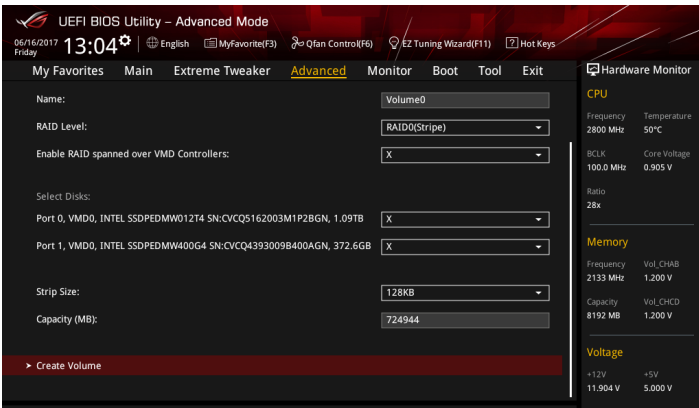 UEFI BIOS Utility – Advanced Mode
06/16/2017 Friday 13:04 English MyFavorite(F3) Qfan Control(F6) EZ Tuning Wizard(F11) ? Hot Keys
My Favorites Main Extreme Tweaker Advanced Monitor Boot Tool Exit
Name: Volume0
RAID Level: RAID0(Stripe)
Enable RAID spanned over VMD Controllers: X
Select Disks:
Port 0, VMD0, INTEL SSDPEDMW012T4 SN:CVCQ5162003M1P2BGN, 1.09TB X
Port 1, VMD0, INTEL SSDPEDMW400G4 SN:CVCQ4393009B400AGN, 372.6GB X
Strip Size: 128KB
Capacity (MB): 724944
> Create Volume
Hardware Monitor
CPU
Frequency Temperature
2800 MHz 50°C
BCLK Core Voltage
100.0 MHz 0.905 V
Ratio
28x
Memory
Frequency Vol_CHAB
2133 MHz 1.200 V
Capacity Vol_CHCD
8192 MB 1.200 V
Voltage
+12V +5V
11.904 V 5.000 V